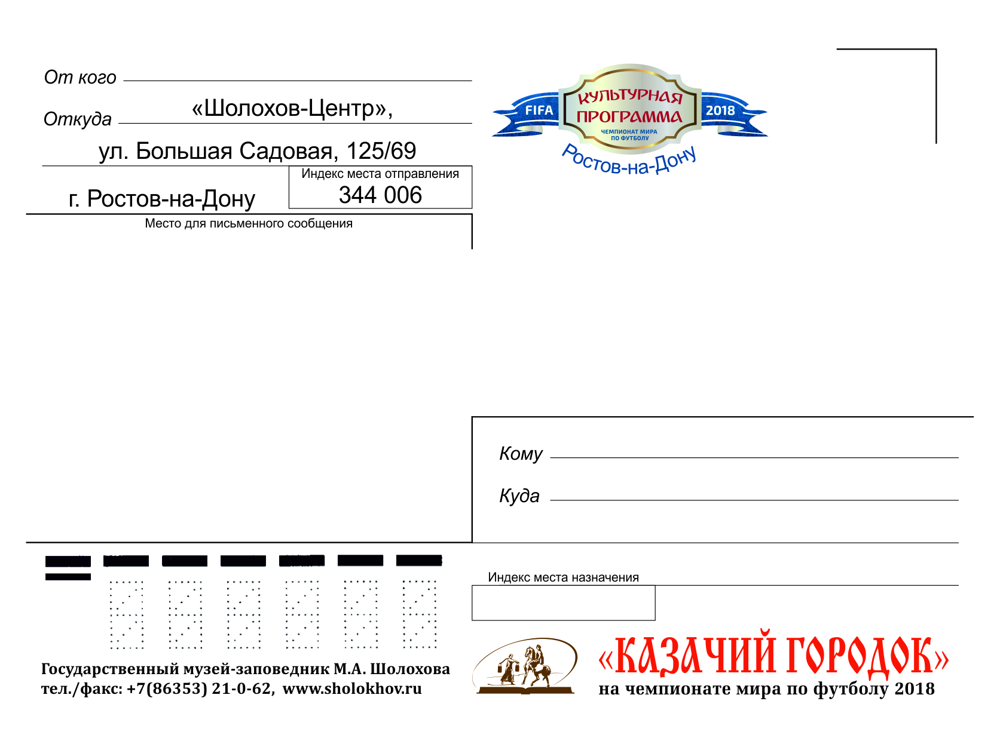 От кого
Откуда «Шолохов-Центр»,
ул. Большая Садовая, 125/69
Индекс места отправления
г. Ростов-на-Дону 344 006
Место для письменного сообщения
FIFA КУЛЬТУРНАЯ ПРОГРАММА 2018
ЧЕМПИОНАТ МИРА
ПО ФУТБОЛУ
Ростов-на-Дону
Кому
Куда
Индекс места назначения
Государственный музей-заповедник М.А. Шолохова
тел./факс: +7(86353) 21-0-62, www.sholokhov.ru
«КАЗАЧИЙ ГОРОДОК»
на чемпионате мира по футболу 2018